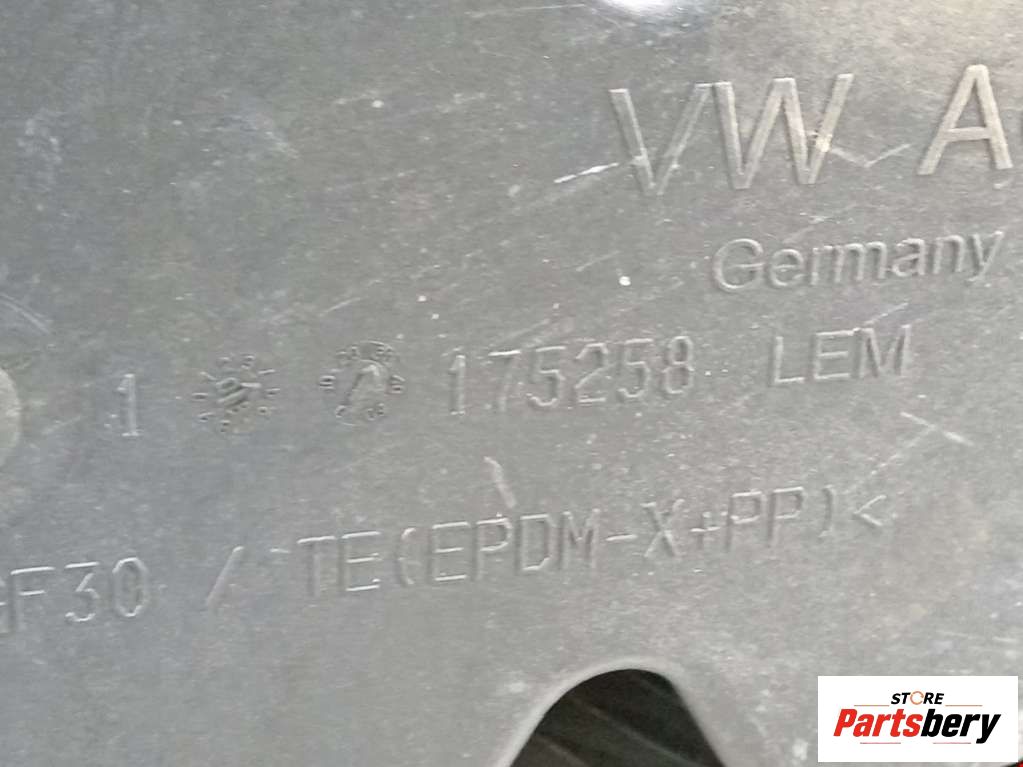 VW A
Germany
1 175258 LEM
F30 / TE(EPDM-X+PP)<
STORE
Partsbery